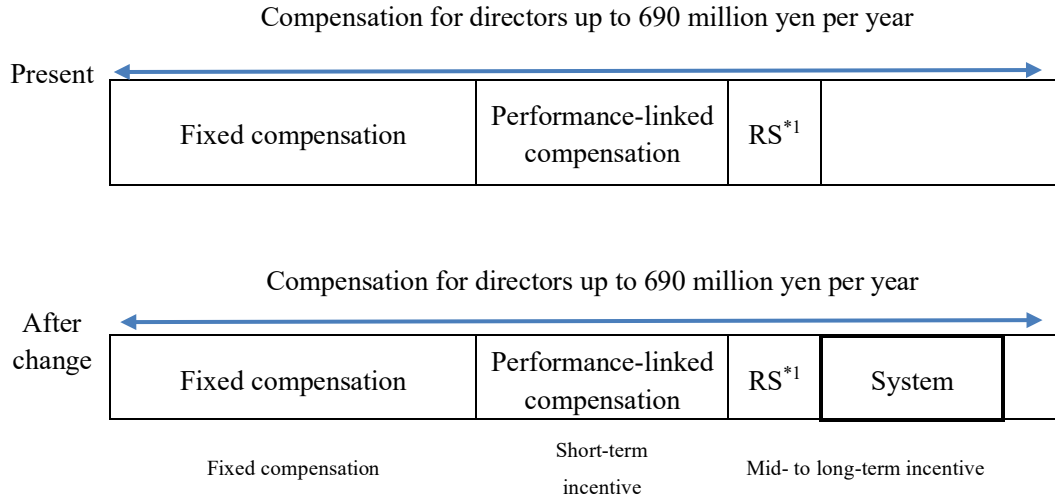 Compensation for directors up to 690 million yen per year
Present
Fixed compensation
Performance-linked
compensation
RS*1
Compensation for directors up to 690 million yen per year
After
change
Fixed compensation
Performance-linked
compensation
RS*1
System
Fixed compensation
Short-term
incentive
Mid- to long-term incentive